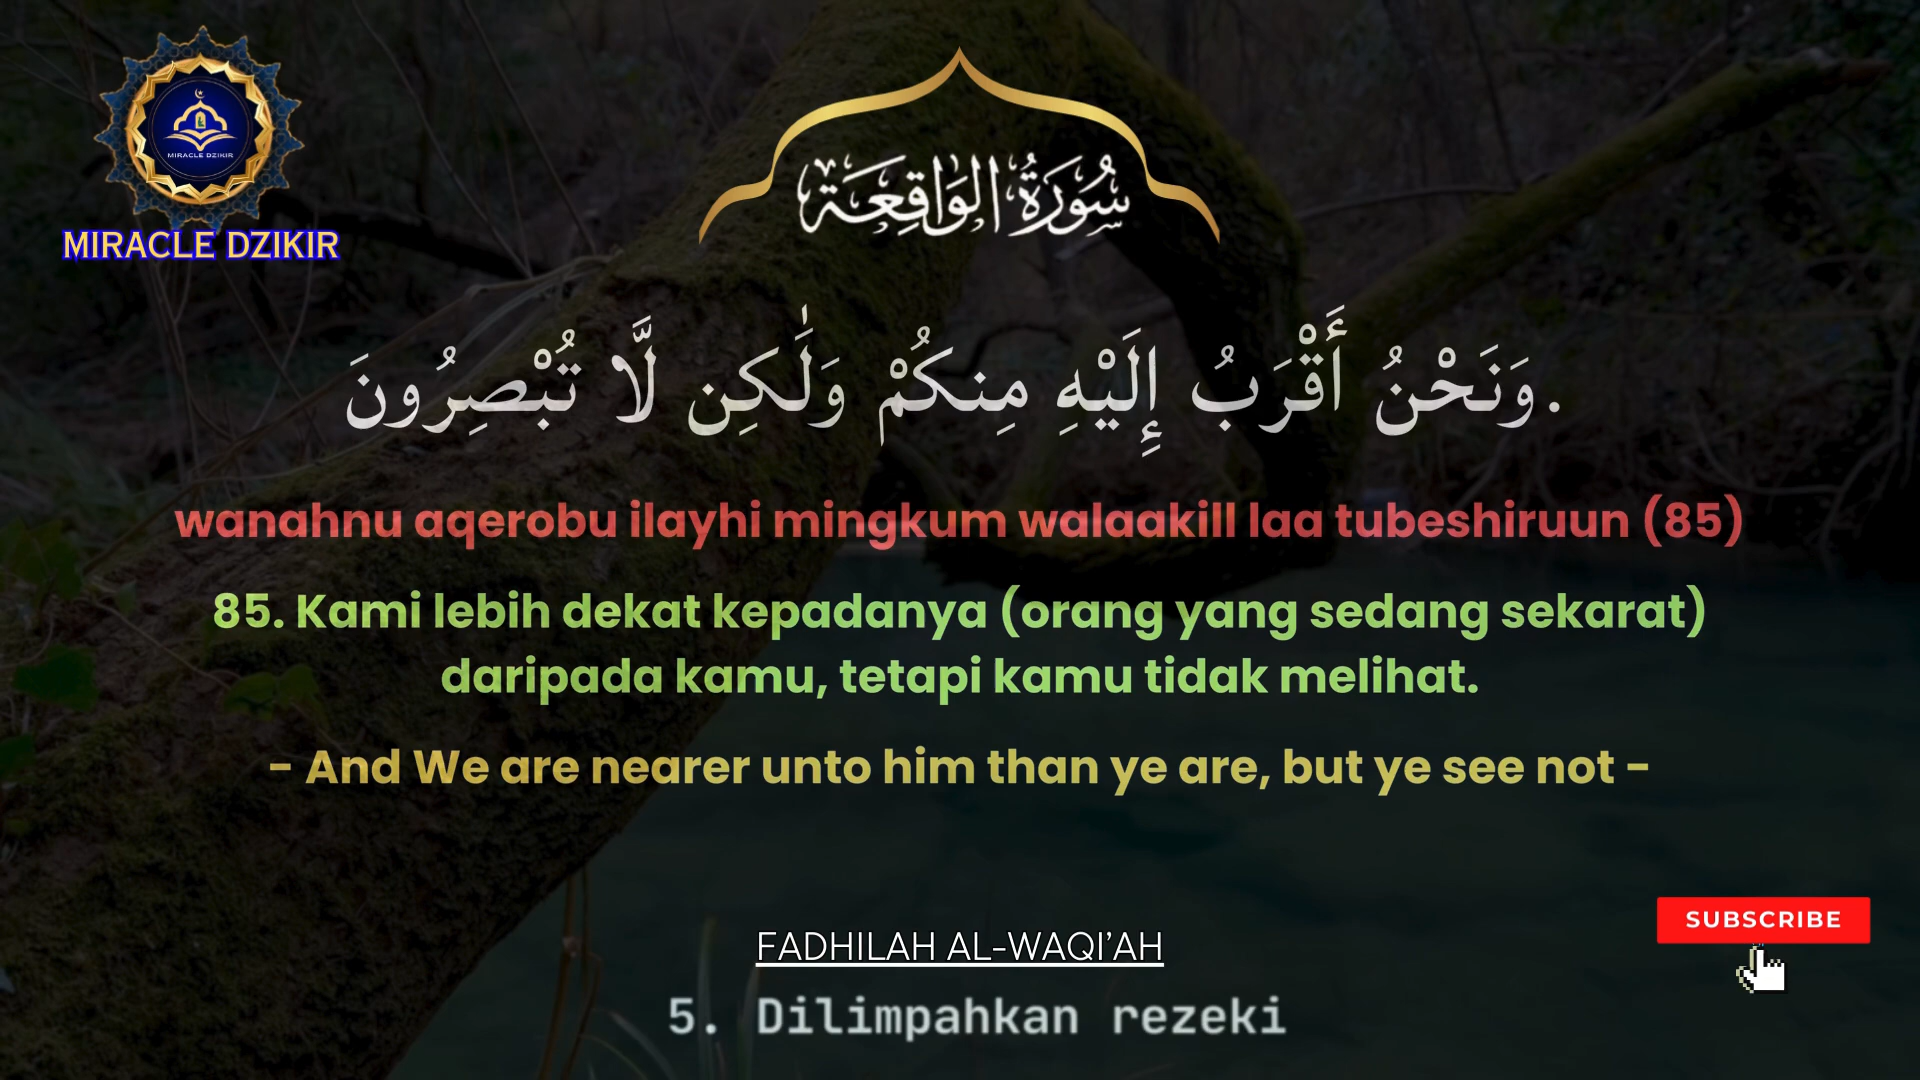 MIRACLE DZIKIR
MIRACLE DZIKIR
سُورَةُ الوَاقِعَة
وَنَحْنُ أَقْرَبُ إِلَيْهِ مِنكُمْ وَلَٰكِن لَّا تُبْصِرُونَ.
wanahnu aqerobu ilayhi mingkum walaakill laa tubeshiruun (85)
85. Kami lebih dekat kepadanya (orang yang sedang sekarat)
daripada kamu, tetapi kamu tidak melihat.
- And We are nearer unto him than ye are, but ye see not -
SUBSCRIBE
FADHILAH AL-WAQI'AH
5. Dilimpahkan rezeki